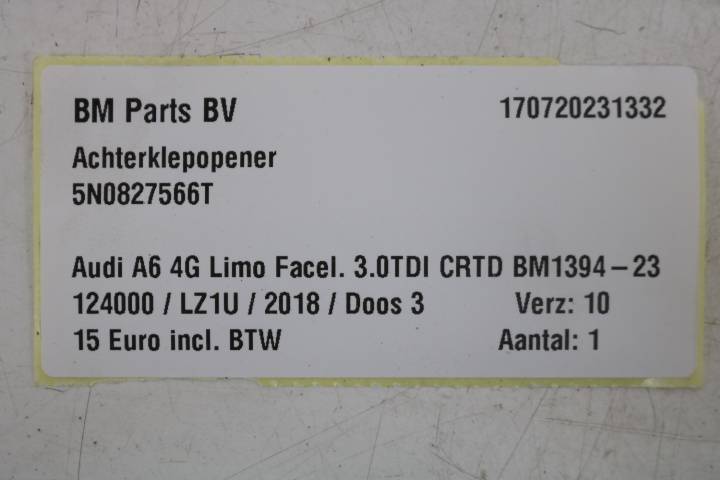 BM Parts BV 170720231332
Achterklepopener
5N0827566T
Audi A6 4G Limo Facel. 3.0TDI CRTD BM1394-23
124000 / LZ1U / 2018 / Doos 3 Verz: 10
15 Euro incl. BTW Aantal: 1